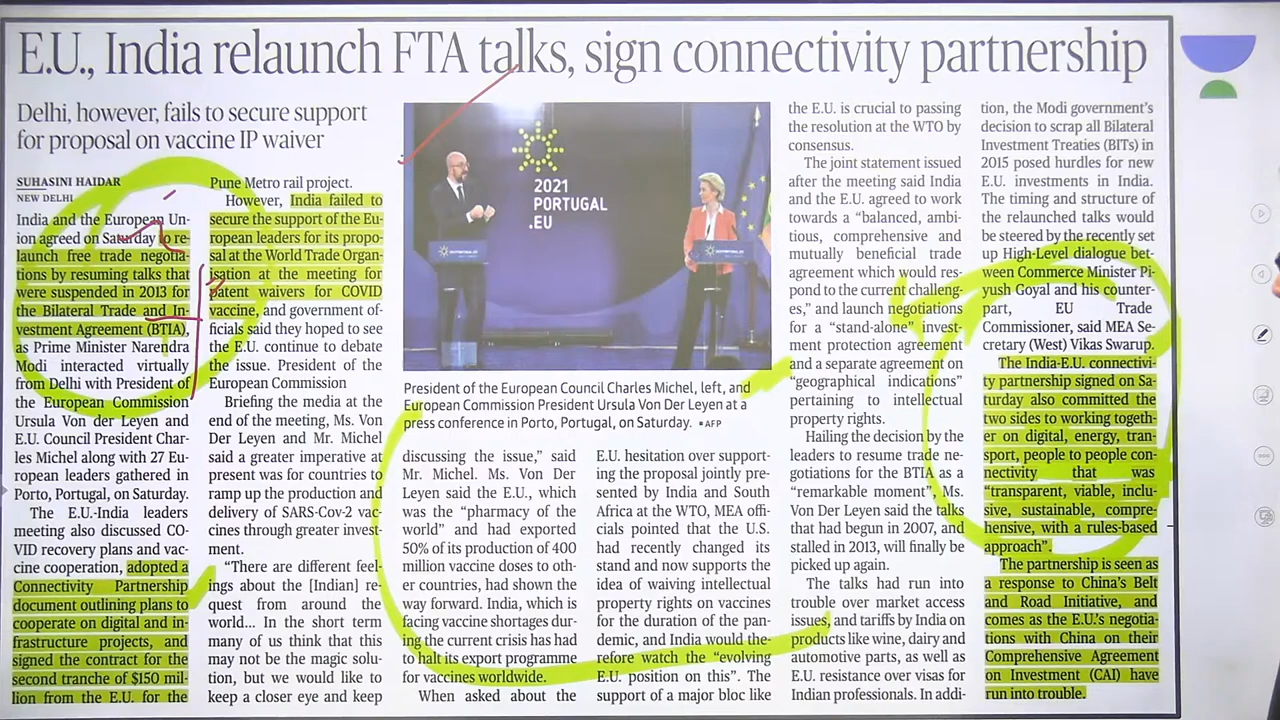 E.U., India relaunch FTA talks, sign connectivity partnership
Delhi, however, fails to secure support
for proposal on vaccine IP waiver
SUHASINI HAIDAR
NEW DELHI
India and the European Un-
ion agreed on Saturday to re-
launch free trade negotia-
tions by resuming talks that
were suspended in 2013 for
the Bilateral Trade and In-
vestment Agreement (BTIA),
as Prime Minister Narendra
Modi interacted virtually
from Delhi with President of
the European Commission
Ursula Von der Leyen and
E.U. Council President Char-
les Michel along with 27 Eu-
ropean leaders gathered in
Porto, Portugal, on Saturday.
The E.U.-India leaders
meeting also discussed CO-
VID recovery plans and vac-
cine cooperation, adopted a
Connectivity Partnership
document outlining plans to
cooperate on digital and in-
frastructure projects, and
signed the contract for the
second tranche of $150 mil-
lion from the E.U. for the
Pune Metro rail project.
However, India failed to
secure the support of the Eu-
ropean leaders for its propo-
sal at the World Trade Organ-
isation at the meeting for
patent waivers for COVID
vaccine, and government of-
ficials said they hoped to see
the E.U. continue to debate
the issue. President of the
European Commission
Briefing the media at the
end of the meeting, Ms. Von
Der Leyen and Mr. Michel
said a greater imperative at
present was for countries to
ramp up the production and
delivery of SARS-Cov-2 vac-
cines through greater invest-
ment.
"There are different feel-
ings about the [Indian] re-
quest from around the
world... In the short term
many of us think that this
may not be the magic solu-
tion, but we would like to
keep a closer eye and keep
2021
PORTUGAL
.EU
President of the European Council Charles Michel, left, and
European Commission President Ursula Von Der Leyen at a
press conference in Porto, Portugal, on Saturday. ▪AFP
discussing the issue," said
Mr. Michel. Ms. Von Der
Leyen said the E.U., which
was the "pharmacy of the
world" and had exported
50% of its production of 400
million vaccine doses to oth-
er countries, had shown the
way forward. India, which is
facing vaccine shortages dur-
ing the current crisis has had
to halt its export programme
for vaccines worldwide.
When asked about the
E.U. hesitation over support-
ing the proposal jointly pre-
sented by India and South
Africa at the WTO, MEA offi-
cials pointed that the U.S.
had recently changed its
stand and now supports the
idea of waiving intellectual
property rights on vaccines
for the duration of the pan-
demic, and India would the-
refore watch the "evolving
E.U. position on this". The
support of a major bloc like
the E.U. is crucial to passing
the resolution at the WTO by
consensus.
The joint statement issued
after the meeting said India
and the E.U. agreed to work
towards a "balanced, ambi-
tious, comprehensive and
mutually beneficial trade
agreement which would res-
pond to the current challeng-
es," and launch negotiations
for a "stand-alone" invest-
ment protection agreement
and a separate agreement on
"geographical indications"
pertaining to intellectual
property rights.
Hailing the decision by the
leaders to resume trade ne-
gotiations for the BTIA as a
"remarkable moment", Ms.
Von Der Leyen said the talks
that had begun in 2007, and
stalled in 2013, will finally be
picked up again.
The talks had run into
trouble over market access
issues, and tariffs by India on
products like wine, dairy and
automotive parts, as well as
E.U. resistance over visas for
Indian professionals. In addi-
tion, the Modi government's
decision to scrap all Bilateral
Investment Treaties (BITs) in
2015 posed hurdles for new
E.U. investments in India.
The timing and structure of
the relaunched talks would
be steered by the recently set
up High-Level dialogue bet-
ween Commerce Minister Pi-
yush Goyal and his counter-
part, EU Trade
Commissioner, said MEA Se-
cretary (West) Vikas Swarup.
The India-E.U. connectivi-
ty partnership signed on Sa-
turday also committed the
two sides to working togeth-
er on digital, energy, tran-
sport, people to people con-
nectivity that was
"transparent, viable, inclu-
sive, sustainable, compre-
hensive, with a rules-based
approach".
The partnership is seen as
a response to China's Belt
and Road Initiative, and
comes as the E.U.'s negotia-
tions with China on their
Comprehensive Agreement
on Investment (CAI) have
run into trouble.